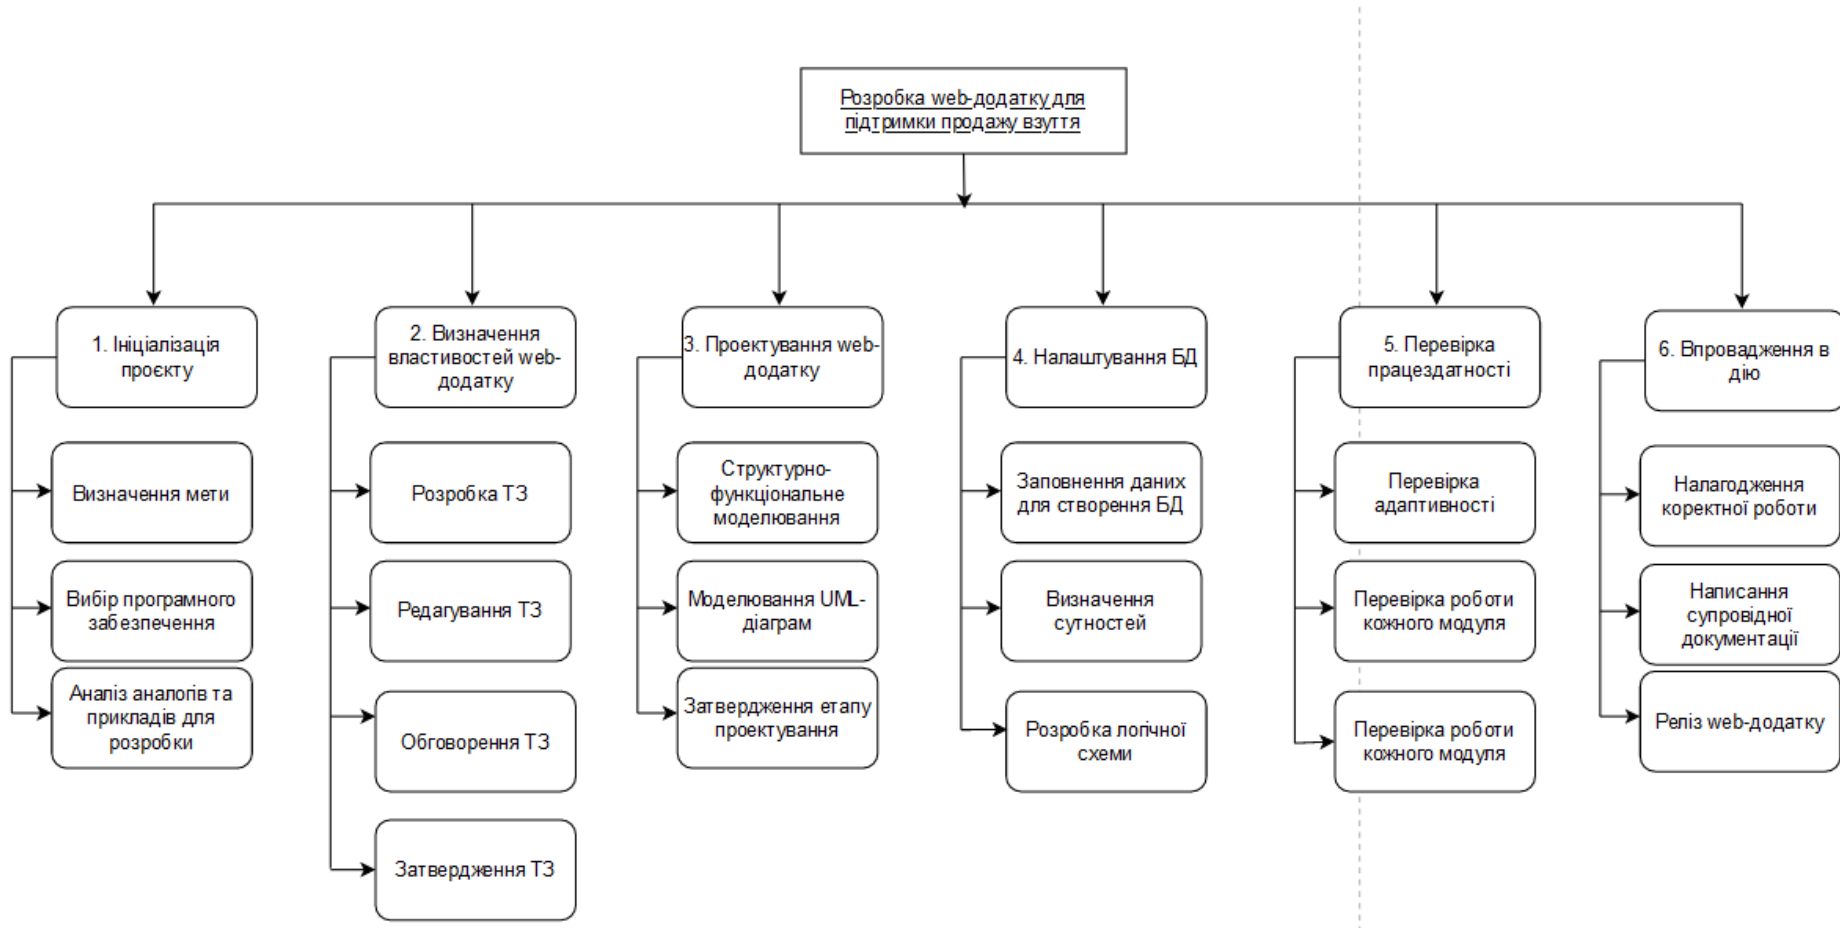 Розробка web-додатку для
підтримки продажу взуття
1. Ініціалізація
проєкту
Визначення мети
Вибір програмного
забезпечення
Аналіз аналогів та
прикладів для
розробки
2. Визначення
властивостей web-
додатку
Розробка ТЗ
Редагування ТЗ
Обговорення ТЗ
Затвердження ТЗ
3. Проектування web-
додатку
Структурно-
функціональне
моделювання
Моделювання UML-
діаграм
Затвердження етапу
проектування
4. Налаштування БД
Заповнення даних
для створення БД
Визначення
сутностей
Розробка логічної
схеми
5. Перевірка
працездатності
Перевірка
адаптивності
Перевірка роботи
кожного модуля
Перевірка роботи
кожного модуля
6. Впровадження в
дію
Налагодження
коректної роботи
Написання
супровідної
документації
Реліз web-додатку